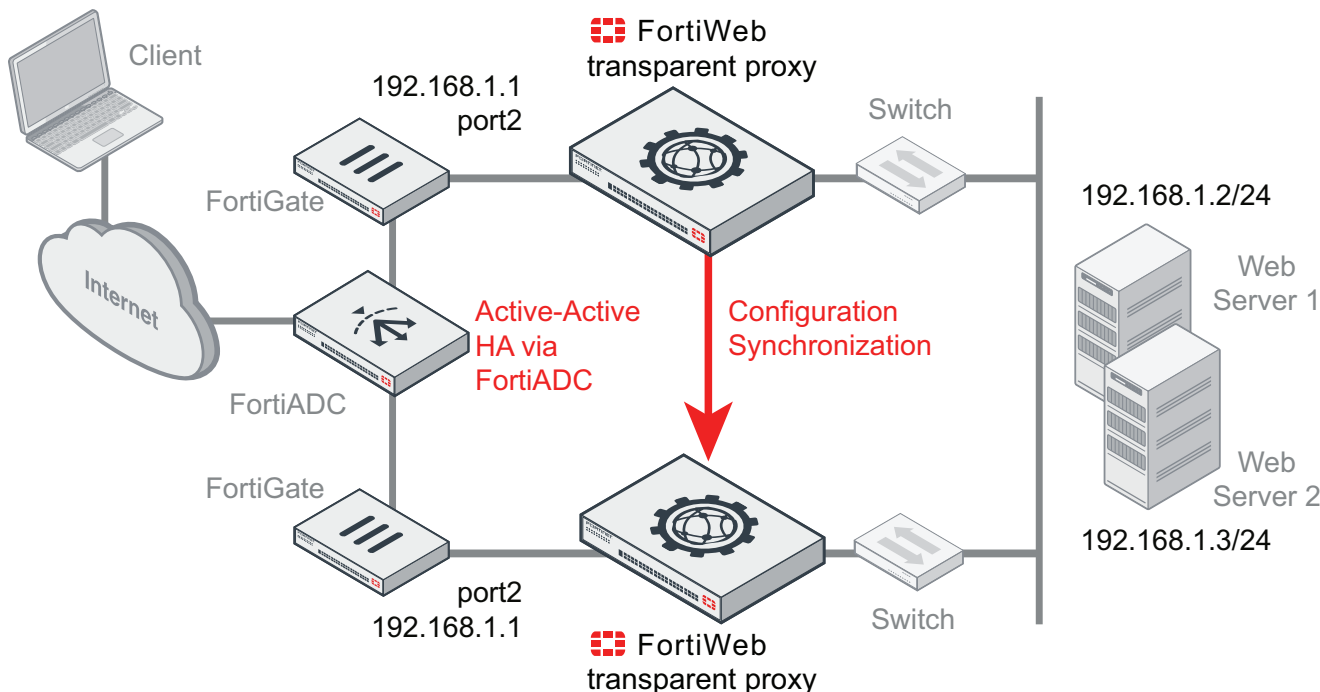 FortiWeb
transparent proxy
Client
192.168.1.1
port2
Switch
FortiGate
192.168.1.2/24
Internet
Active-Active
HA via
FortiADC
Configuration
Synchronization
Web
Server 1
FortiADC
FortiGate
Web
Server 2
192.168.1.3/24
port2
192.168.1.1
Switch
FortiWeb
transparent proxy